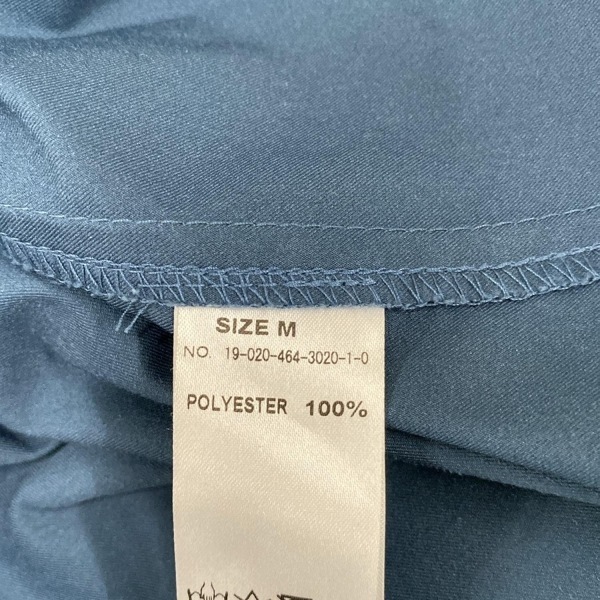 SIZE M
NO. 19-020-464-3020-1-0
POLYESTER 100%